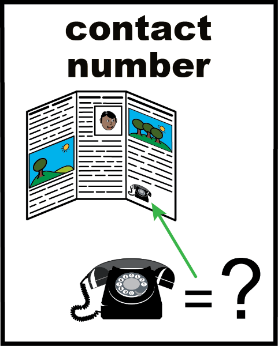 contact
number
= ?